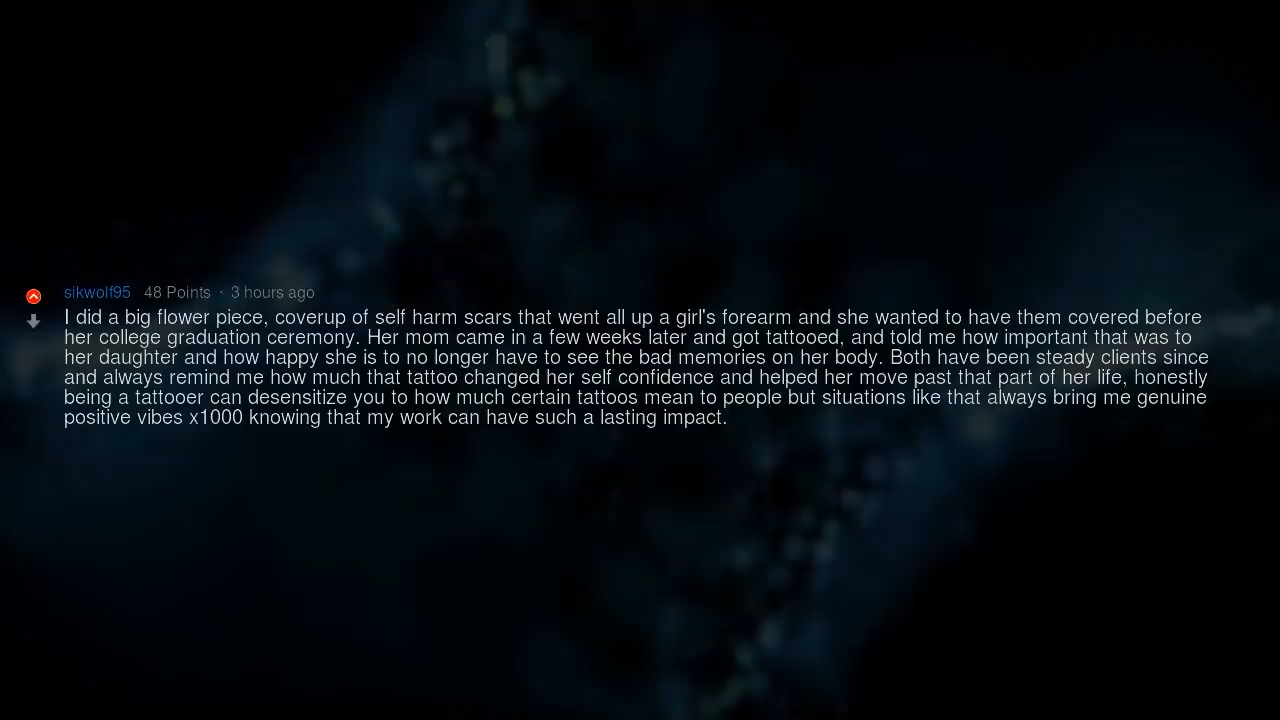 sikwolf95 48 Points · 3 hours ago
I did a big flower piece, coverup of self harm scars that went all up a girl's forearm and she wanted to have them covered before
her college graduation ceremony. Her mom came in a few weeks later and got tattooed, and told me how important that was to
her daughter and how happy she is to no longer have to see the bad memories on her body. Both have been steady clients since
and always remind me how much that tattoo changed her self confidence and helped her move past that part of her life, honestly
being a tattooer can desensitize you to how much certain tattoos mean to people but situations like that always bring me genuine
positive vibes x1000 knowing that my work can have such a lasting impact.